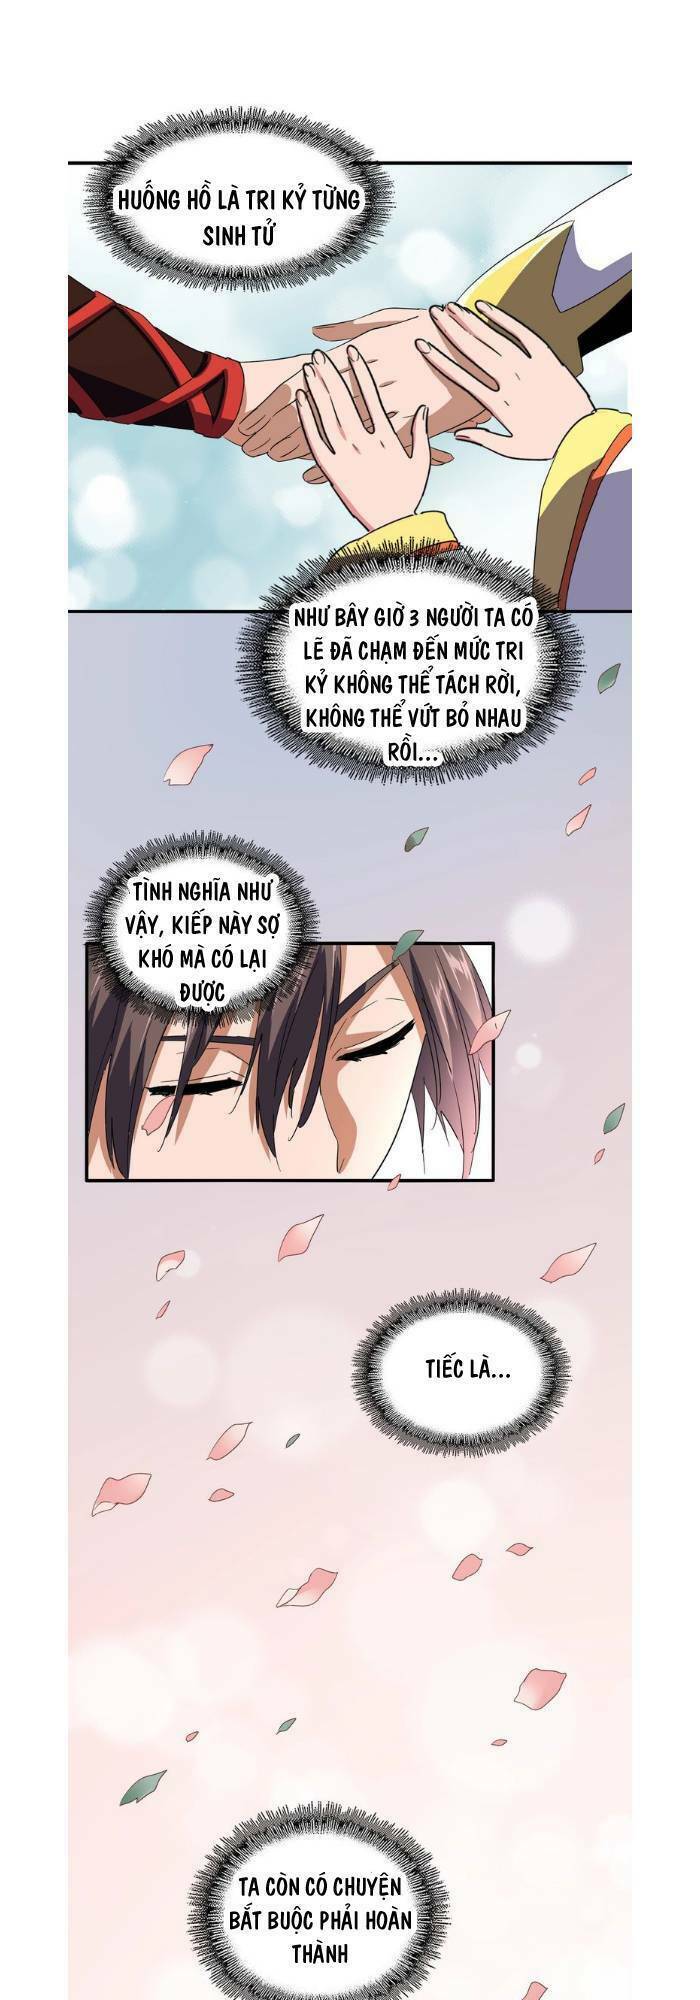 HUỐNG HỒ LÀ TRI KỶ TỪNG
SINH TỬ
NHƯ BÂY GIỜ 3 NGƯỜI TA CÓ
LẼ ĐÃ CHẠM ĐẾN MỨC TRI
KỶ KHÔNG THỂ TÁCH RỜI,
KHÔNG THỂ VỨT BỎ NHAU
RỒI...
TÌNH NGHĨA NHƯ
VẬY, KIẾP NÀY SỢ
KHÓ MÀ CÓ LẠI
ĐƯỢC
TIẾC LÀ...
TA CÒN CÓ CHUYỆN
BẮT BUỘC PHẢI HOÀN
THÀNH